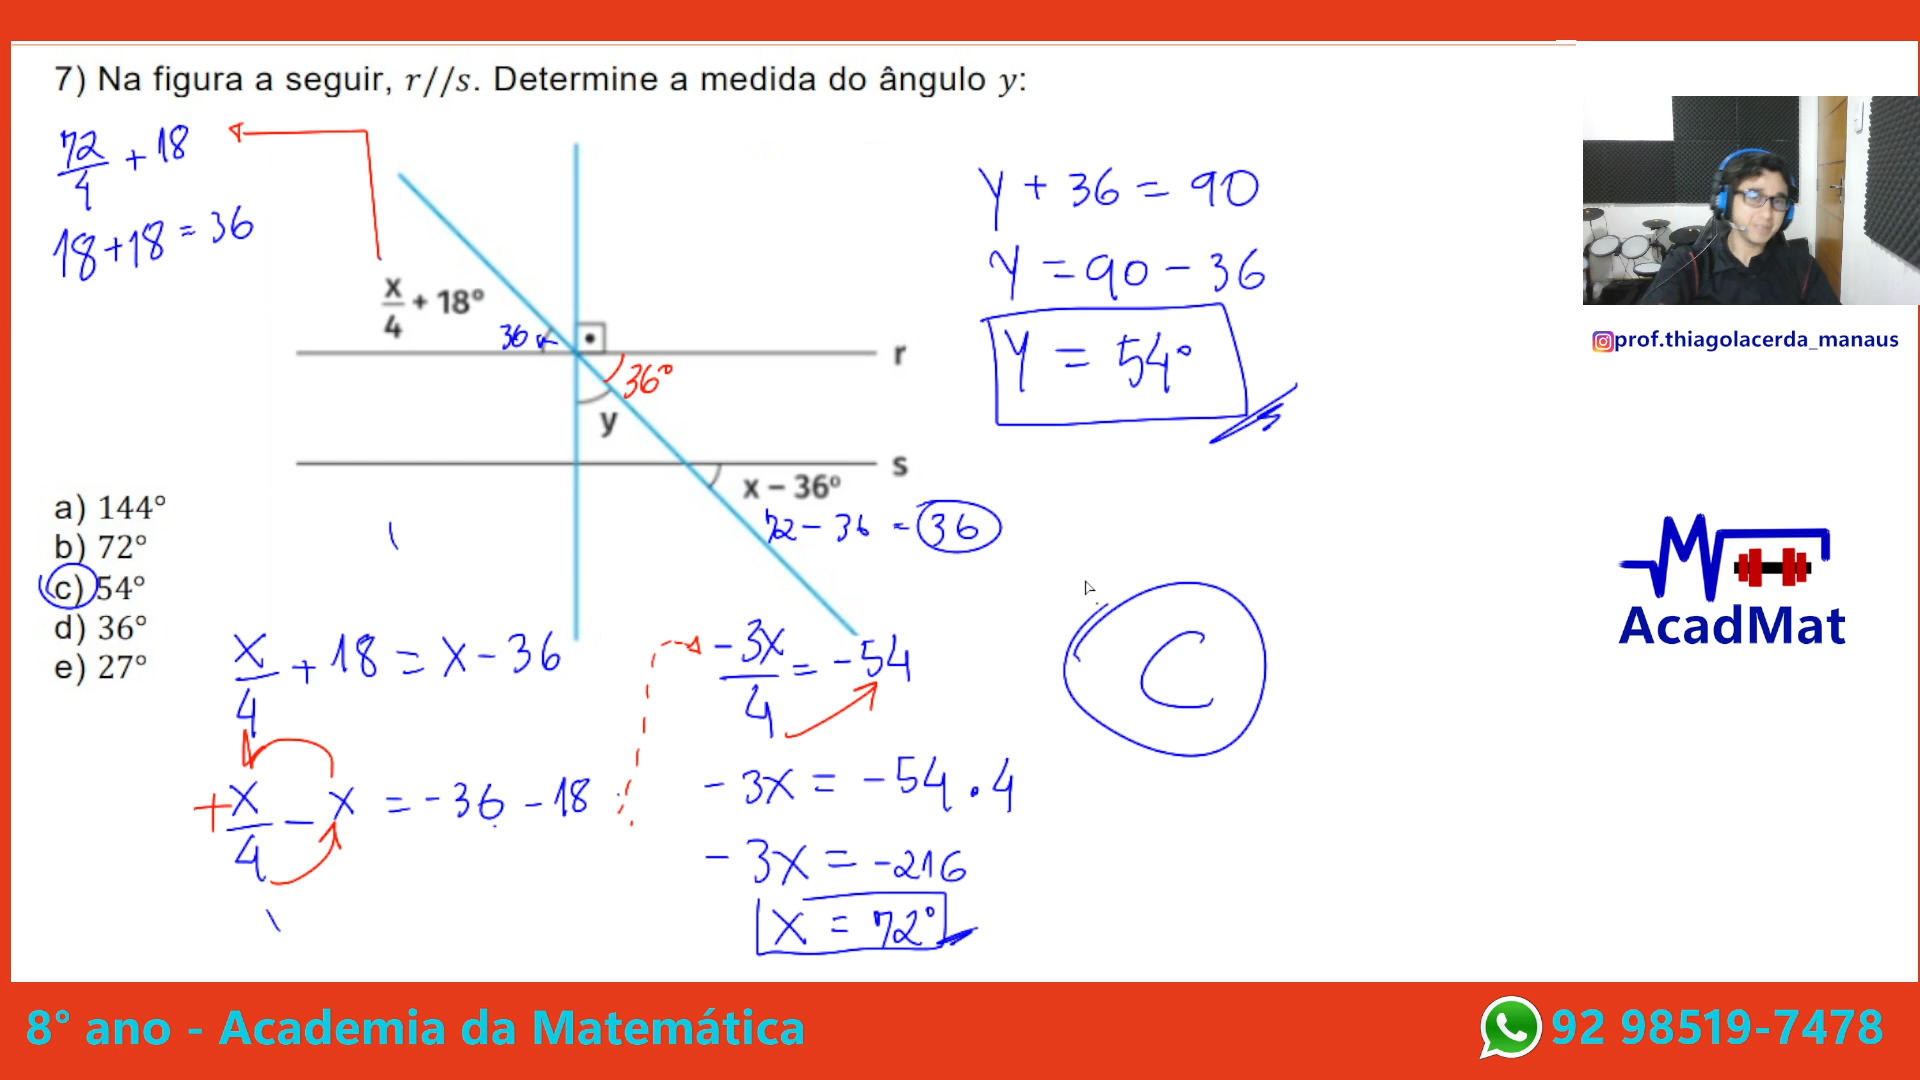 7) Na figura a seguir, r//s. Determine a medida do ângulo y:
72/4 + 18
18+18 = 36
x/4 + 18°
36
r
36°
y
s
x – 36°
72 – 36 = 36
y + 36 = 90
y = 90 – 36
y = 54°
a) 144°
b) 72°
c) 54°
d) 36°
e) 27°
x/4 + 18 = x – 36
+x/4 – x = –36 –18
–3x/4 = –54
–3x = –54 . 4
–3x = –216
x = 72°
C
prof.thiagolacerda_manaus
AcadMat
8° ano - Academia da Matemática
92 98519-7478